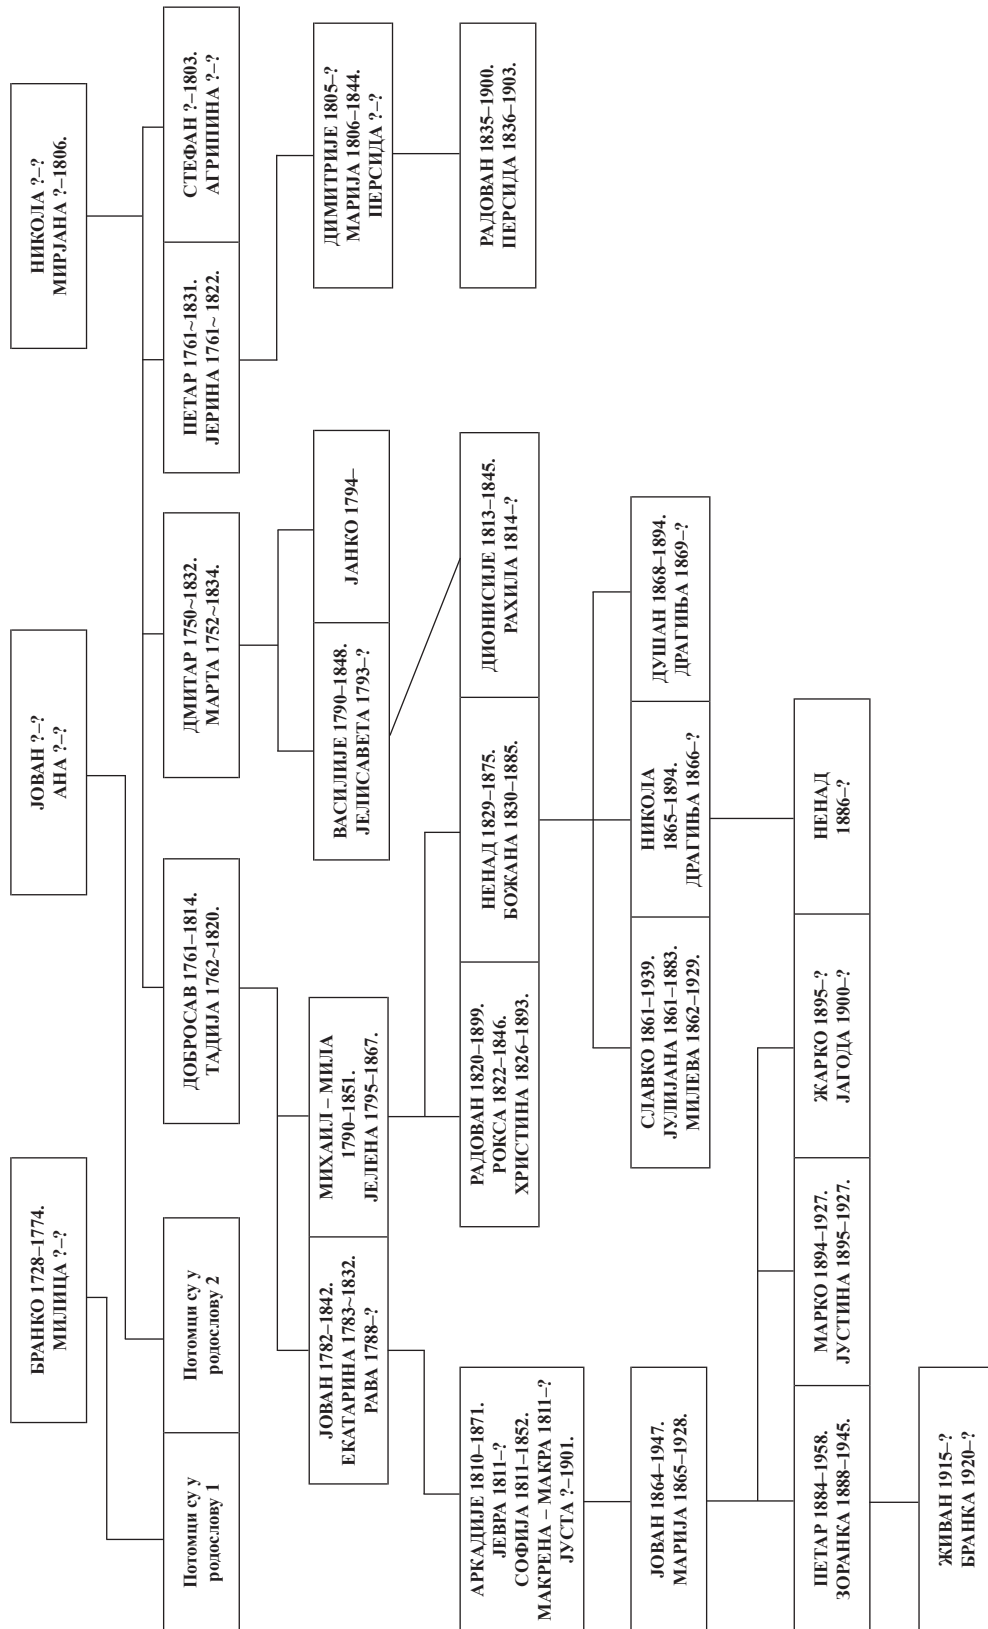 БРАНКО 1728–1774.
МИЛИЦА ?–?
ЈОВАН ?–?
АНА ?–?
НИКОЛА ?–?
МИРЈАНА ?–1806.
Потомци су у
родослову 1
Потомци су у
родослову 2
ДОБРОСАВ 1761–1814.
ТАДИЈА 1762~1820.
ДМИТАР 1750~1832.
МАРТА 1752~1834.
ПЕТАР 1761~1831.
ЈЕРИНА 1761~ 1822.
СТЕФАН ?–1803.
АГРИПИНА ?–?
ЈОВАН 1782–1842.
ЕКАТАРИНА 1783~1832.
РАВА 1788–?
МИХАИЛ – МИЛА
1790–1851.
ЈЕЛЕНА 1795–1867.
ВАСИЛИЈЕ 1790–1848.
ЈЕЛИСАВЕТА 1793–?
ЈАНКО 1794–
ДИМИТРИЈЕ 1805–?
МАРИЈА 1806–1844.
ПЕРСИДА ?–?
АРКАДИЈЕ 1810–1871.
ЈЕВРА 1811–?
СОФИЈА 1811–1852.
МАКРЕНА – МАКРА 1811–?
ЈУСТА ?–1901.
РАДОВАН 1820–1899.
РОКСА 1822–1846.
ХРИСТИНА 1826–1893.
НЕНАД 1829–1875.
БОЖАНА 1830–1885.
ДИОНИСИЈЕ 1813–1845.
РАХИЛА 1814–?
РАДОВАН 1835–1900.
ПЕРСИДА 1836–1903.
ЈОВАН 1864–1947.
МАРИЈА 1865–1928.
СЛАВКО 1861–1939.
ЈУЛИЈАНА 1861–1883.
МИЛЕВА 1862–1929.
НИКОЛА
1865–1894.
ДРАГИЊА 1866–?
ДУШАН 1868–1894.
ДРАГИЊА 1869–?
ПЕТАР 1884–1958.
ЗОРАНКА 1888–1945.
МАРКО 1894–1927.
ЈУСТИНА 1895–1927.
ЖАРКО 1895–?
ЈАГОДА 1900–?
НЕНАД
1886–?
ЖИВАН 1915–?
БРАНКА 1920–?